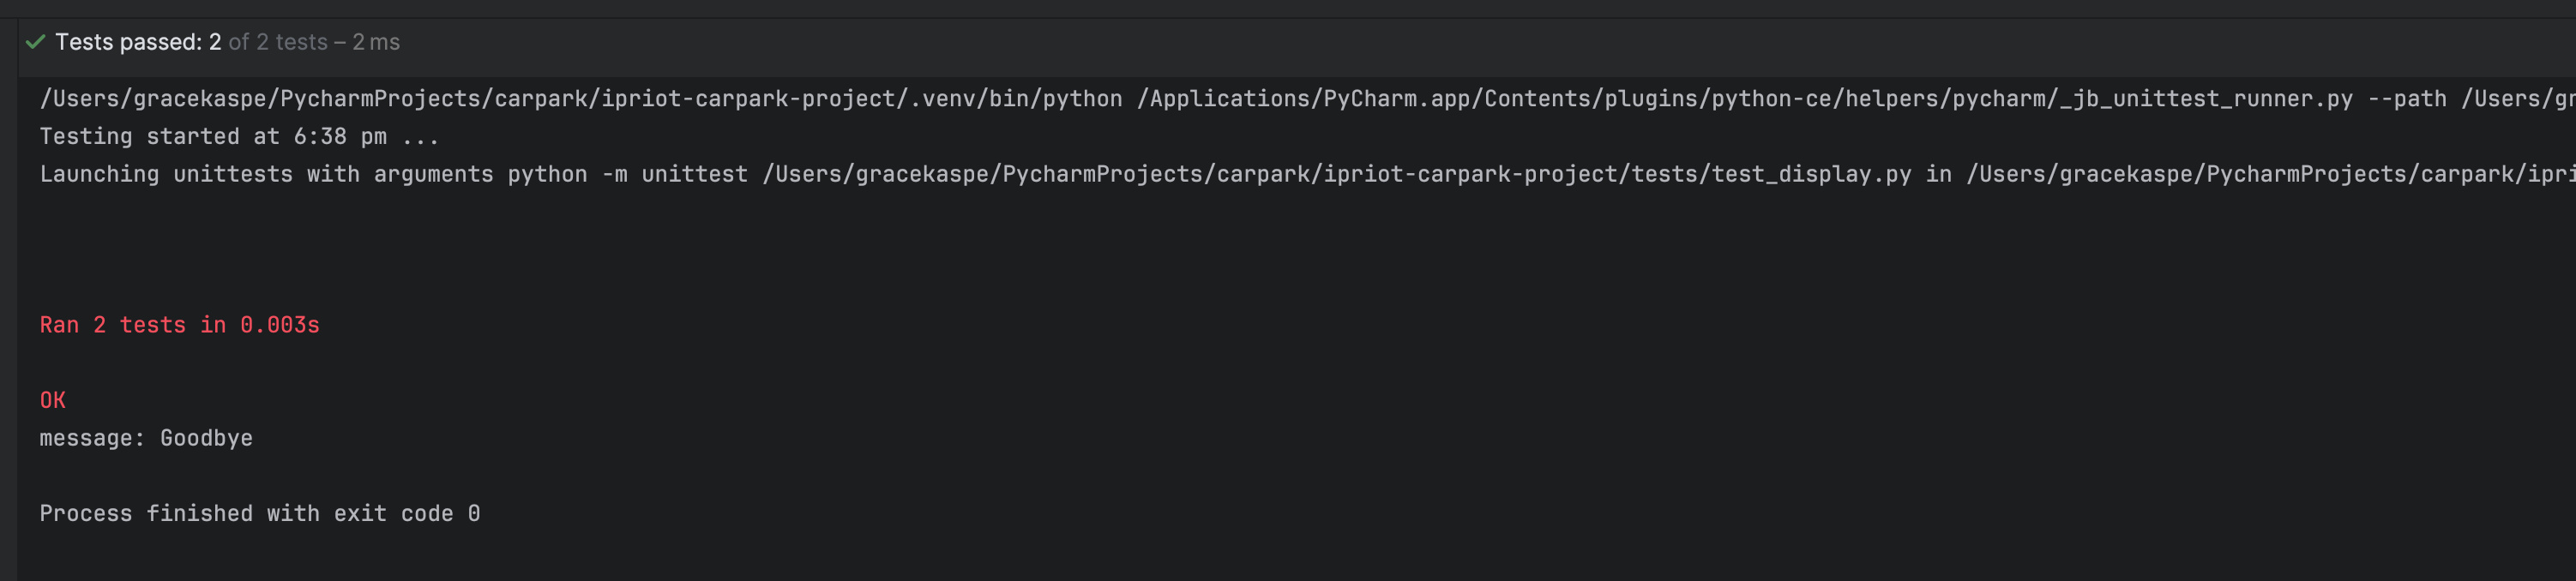 Tests passed: 2 of 2 tests – 2 ms
/Users/gracekaspe/PycharmProjects/carpark/ipriot-carpark-project/.venv/bin/python /Applications/PyCharm.app/Contents/plugins/python-ce/helpers/pycharm/_jb_unittest_runner.py --path /Users/gr
Testing started at 6:38 pm ...
Launching unittests with arguments python -m unittest /Users/gracekaspe/PycharmProjects/carpark/ipriot-carpark-project/tests/test_display.py in /Users/gracekaspe/PycharmProjects/carpark/ipri
Ran 2 tests in 0.003s
OK
message: Goodbye
Process finished with exit code 0